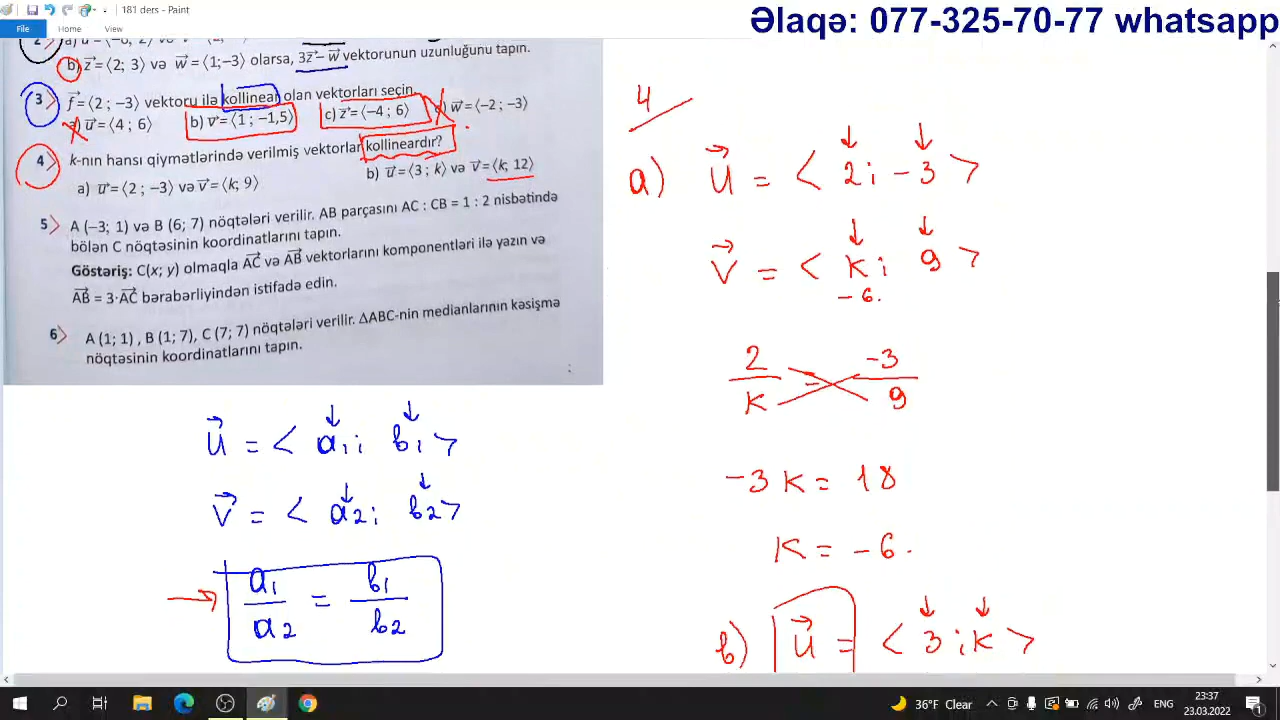 181 ders - Paint
Əlaqə: 077-325-70-77 whatsapp
File Home View
b) z⃗ = ⟨2; 3⟩ və w⃗ = ⟨1;−3⟩ olarsa, 3z⃗ − w⃗ vektorunun uzunluğunu tapın.
3 f⃗ = ⟨2 ; −3⟩ vektoru ilə kollinear olan vektorları seçin.
a) u⃗ = ⟨4 ; 6⟩ b) v⃗ = ⟨1 ; −1,5⟩ c) z⃗ = ⟨−4 ; 6⟩ w⃗ = ⟨−2 ; −3⟩
4 k-nın hansı qiymətlərində verilmiş vektorlar kollineardır?
a) u⃗ = ⟨2 ; −3⟩ və v⃗ = ⟨k; 9⟩ b) u⃗ = ⟨3 ; k⟩ və v⃗ = ⟨k; 12⟩
5 A (−3; 1) və B (6; 7) nöqtələri verilir. AB parçasını AC : CB = 1 : 2 nisbətində
bölən C nöqtəsinin koordinatlarını tapın.
Göstəriş: C(x; y) olmaqla AC⃗ və AB⃗ vektorlarını komponentləri ilə yazın və
AB⃗ = 3·AC⃗ bərabərliyindən istifadə edin.
6 A (1; 1) , B (1; 7), C (7; 7) nöqtələri verilir. ΔABC-nin medianlarının kəsişmə
nöqtəsinin koordinatlarını tapın.
u⃗ = < a₁; b₁ >
v⃗ = < a₂; b₂ >
a₁/a₂ = b₁/b₂
4
a) u⃗ = < 2; −3 >
v⃗ = < k; 9 >
−6.
2/k = −3/9
−3k = 18
k = −6.
b) u⃗ = < 3; k >
36°F Clear
ENG
23:37
23.03.2022
1